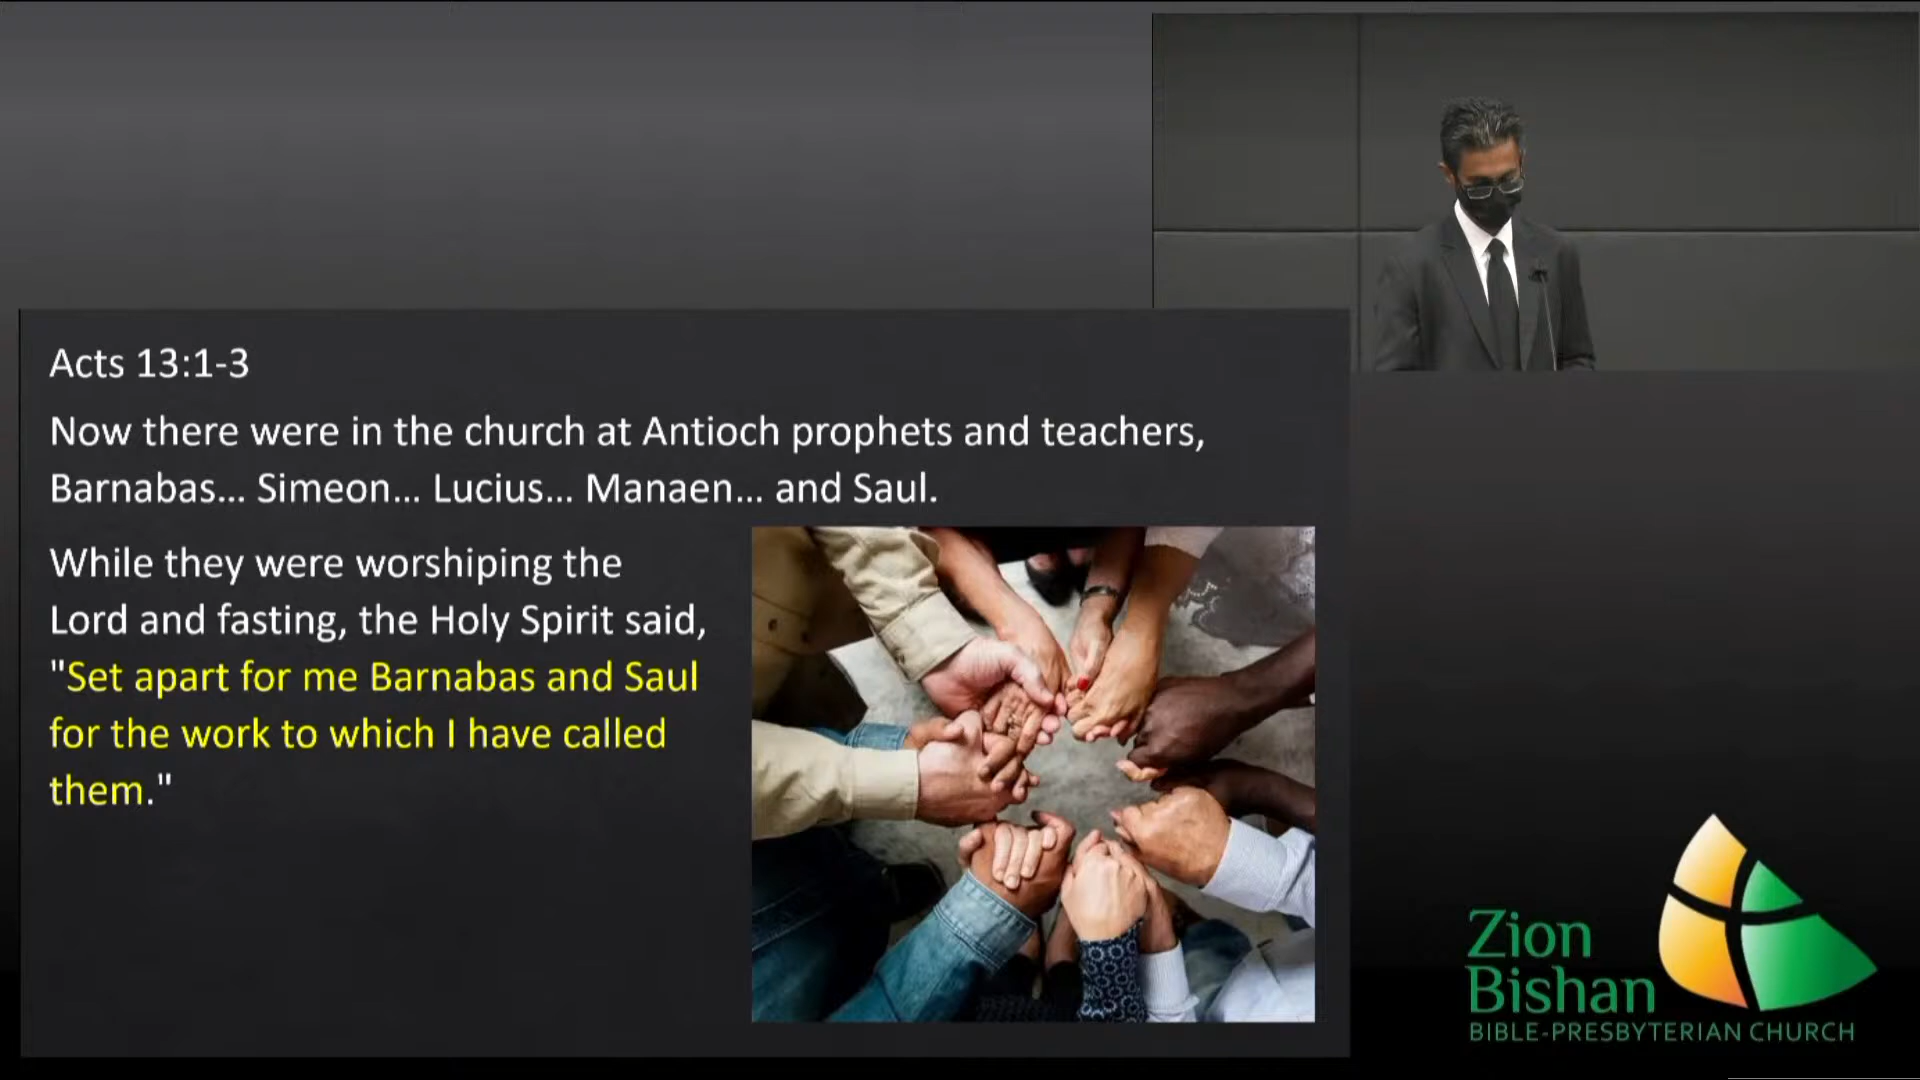 Acts 13:1-3
Now there were in the church at Antioch prophets and teachers,
Barnabas... Simeon... Lucius... Manaen... and Saul.
While they were worshiping the
Lord and fasting, the Holy Spirit said,
"Set apart for me Barnabas and Saul
for the work to which I have called
them."
Zion
Bishan
BIBLE-PRESBYTERIAN CHURCH